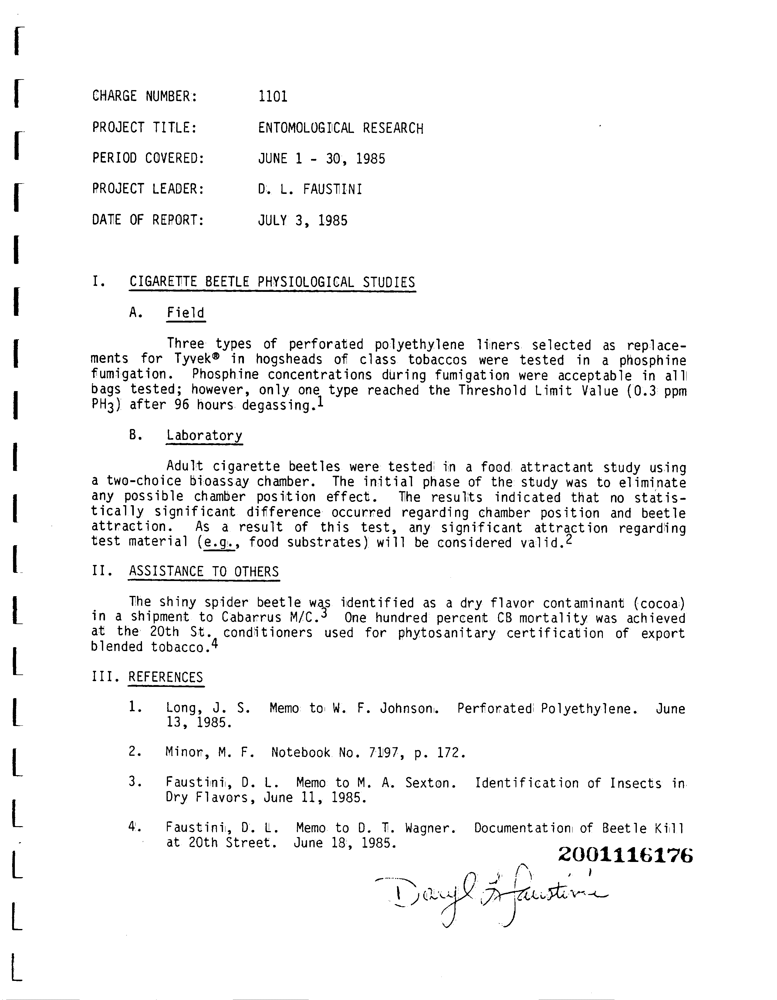 CHARGE NUMBER: 1101
PROJECT TITLE: ENTOMOLOGICAL RESEARCH
PERIOD COVERED: JUNE 1 - 30, 1985
PROJECT LEADER: D. L. FAUSTINI
DATE OF REPORT: JULY 3, 1985
I. CIGARETTE BEETLE PHYSIOLOGICAL STUDIES
A. Field
Three types of perforated polyethylene liners selected as replace-
ments for Tyvek® in hogsheads of class tobaccos were tested in a phosphine
fumigation. Phosphine concentrations during fumigation were acceptable in all
bags tested; however, only one type reached the Threshold Limit Value (0.3 ppm
PH3) after 96 hours degassing.1
B. Laboratory
Adult cigarette beetles were tested in a food attractant study using
a two-choice bioassay chamber. The initial phase of the study was to eliminate
any possible chamber position effect. The results indicated that no statis-
tically significant difference occurred regarding chamber position and beetle
attraction. As a result of this test, any significant attraction regarding
test material (e.g., food substrates) will be considered valid.2
II. ASSISTANCE TO OTHERS
The shiny spider beetle was identified as a dry flavor contaminant (cocoa)
in a shipment to Cabarrus M/C.3 One hundred percent CB mortality was achieved
at the 20th St. conditioners used for phytosanitary certification of export
blended tobacco.4
III. REFERENCES
1. Long, J. S. Memo to W. F. Johnson. Perforated Polyethylene. June
13, 1985.
2. Minor, M. F. Notebook No. 7197, p. 172.
3. Faustini, D. L. Memo to M. A. Sexton. Identification of Insects in
Dry Flavors, June 11, 1985.
4. Faustini, D. L. Memo to D. T. Wagner. Documentation of Beetle Kill
at 20th Street. June 18, 1985.
2001116176
Daryl L Faustini